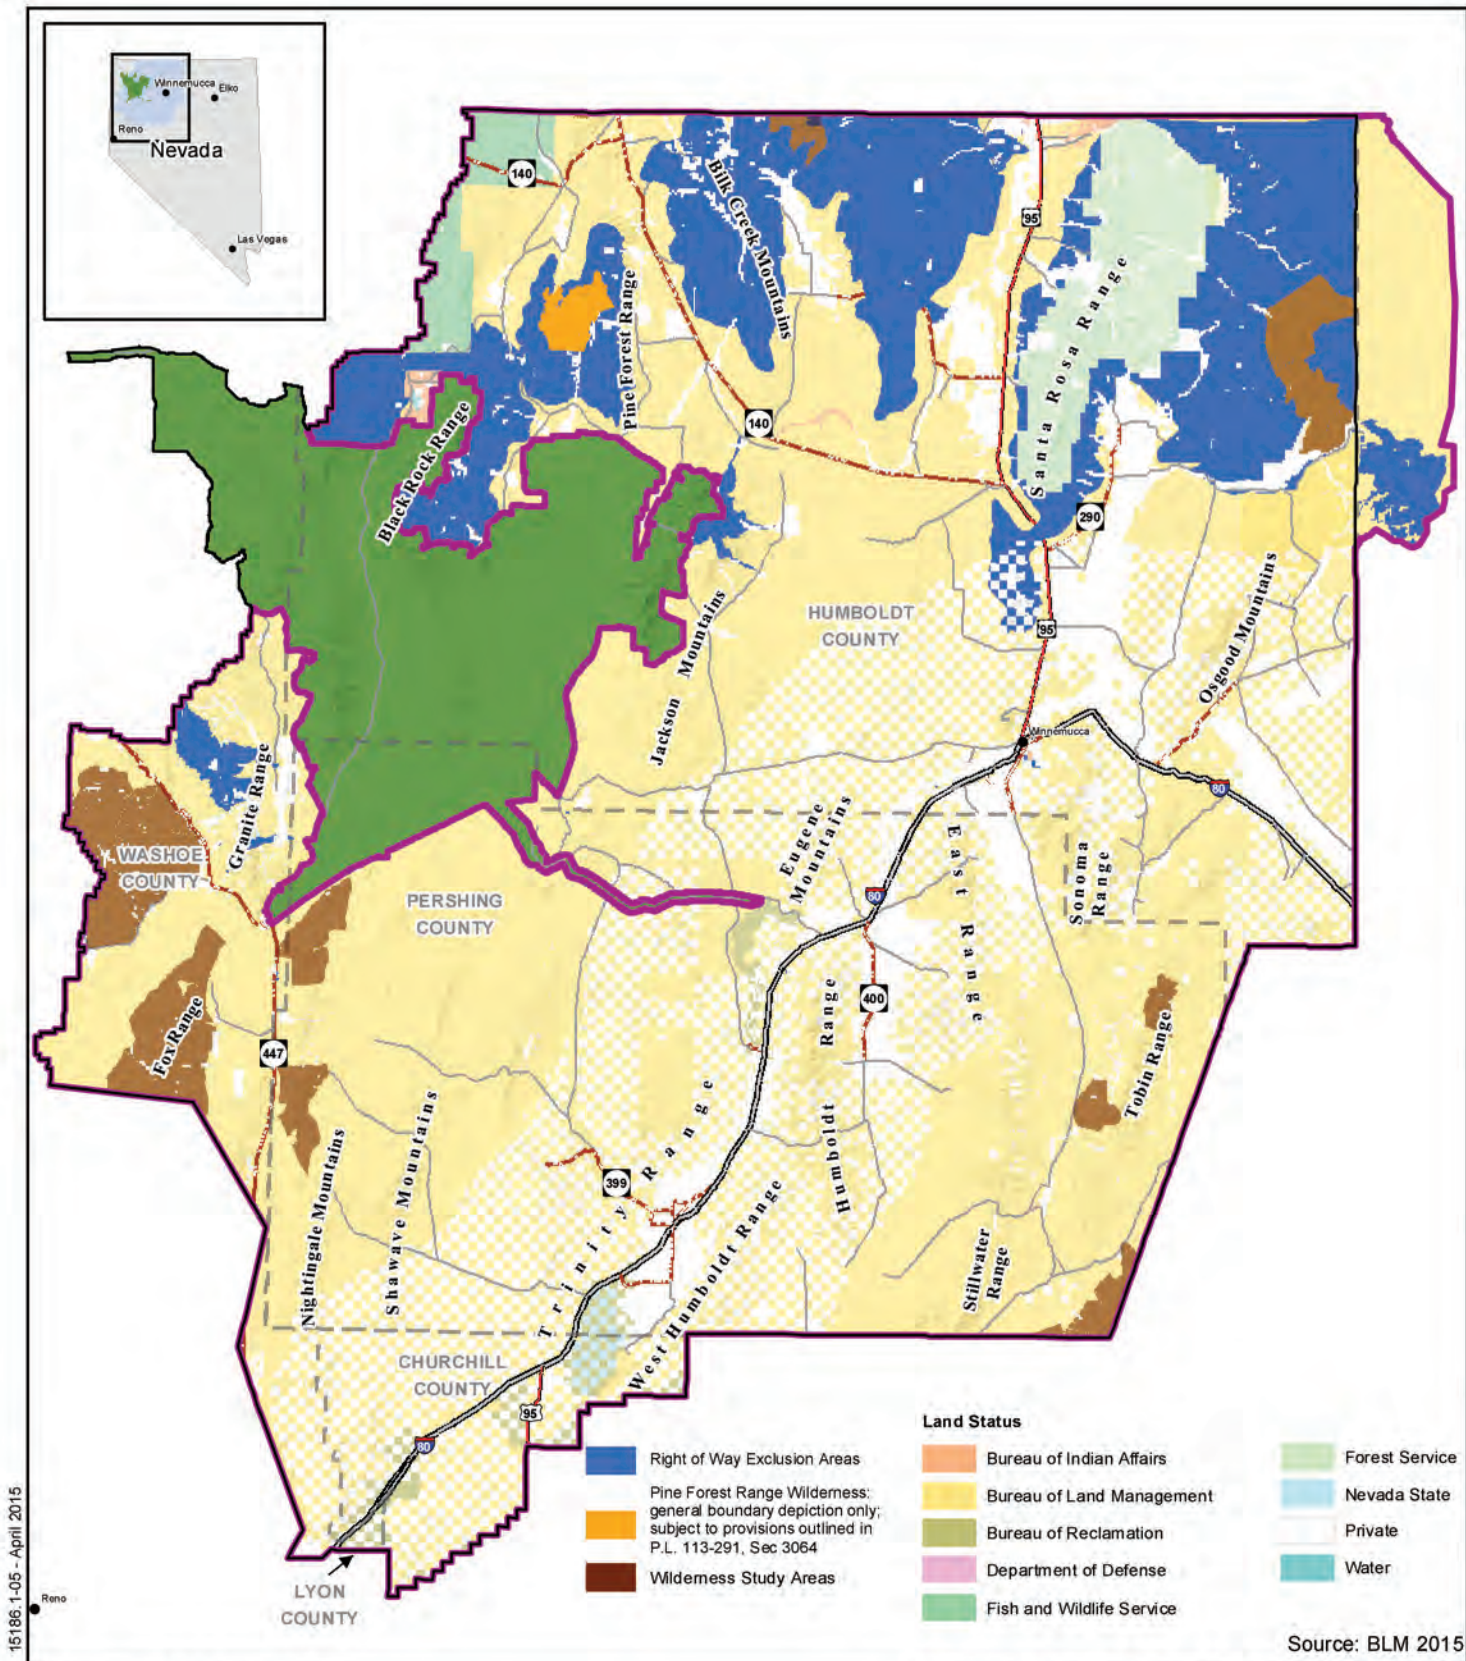 Winnemucca
Elko
Reno
Nevada
Las Vegas
140
95
Bilk Creek Mountains
Pine Forest Range
Santa Rosa Range
Black Rock Range
140
290
HUMBOLDT
COUNTY
95
Jackson Mountains
Osgood Mountains
Winnemucca
80
Granite Range
WASHOE
COUNTY
Eugene
Mountains
East Range
Sonoma
Range
80
PERSHING
COUNTY
Fox Range
447
Humboldt Range
400
Tobin Range
Nightingale Mountains
Shawave Mountains
Trinity Range
399
West Humboldt Range
Stillwater
Range
CHURCHILL
COUNTY
95
80
LYON
COUNTY
Reno
15186.1-05 - April 2015
Right of Way Exclusion Areas
Pine Forest Range Wilderness:
general boundary depiction only;
subject to provisions outlined in
P.L. 113-291, Sec 3064
Wilderness Study Areas
Land Status
Bureau of Indian Affairs
Bureau of Land Management
Bureau of Reclamation
Department of Defense
Fish and Wildlife Service
Forest Service
Nevada State
Private
Water
Source: BLM 2015